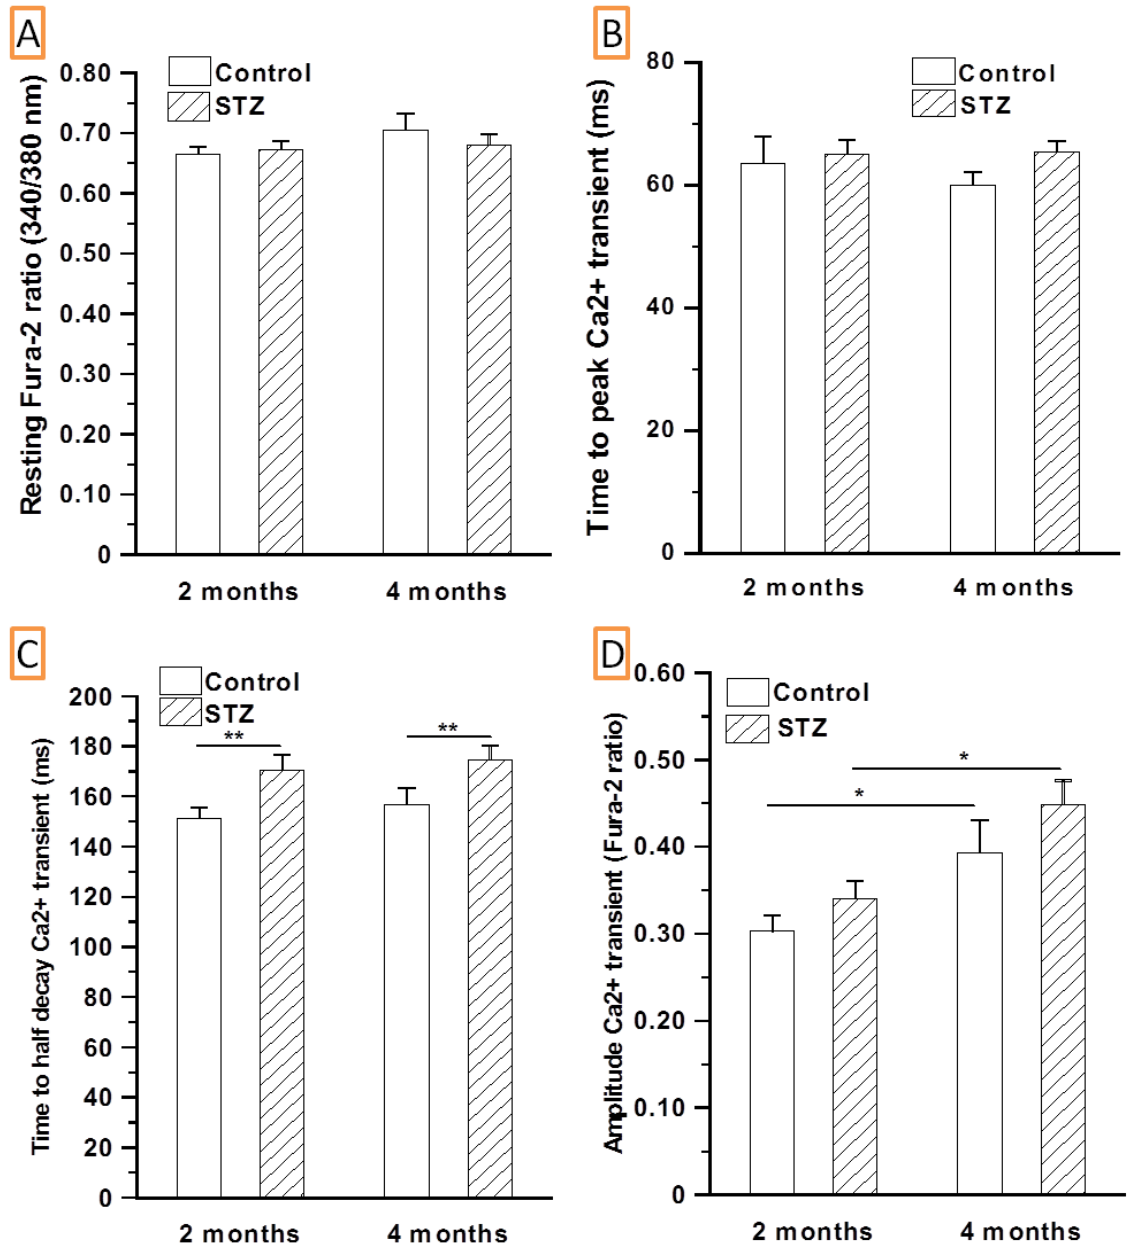 A
Resting Fura-2 ratio (340/380 nm)
Control
STZ
0.80
0.70
0.60
0.50
0.40
0.30
0.20
0.10
0
2 months
4 months
B
Time to peak Ca2+ transient (ms)
Control
STZ
80
60
40
20
0
2 months
4 months
C
Time to half decay Ca2+ transient (ms)
Control
STZ
**
**
200
180
160
140
120
100
80
60
40
20
0
2 months
4 months
D
Amplitude Ca2+ transient (Fura-2 ratio)
Control
STZ
*
*
0.60
0.50
0.40
0.30
0.20
0.10
0
2 months
4 months